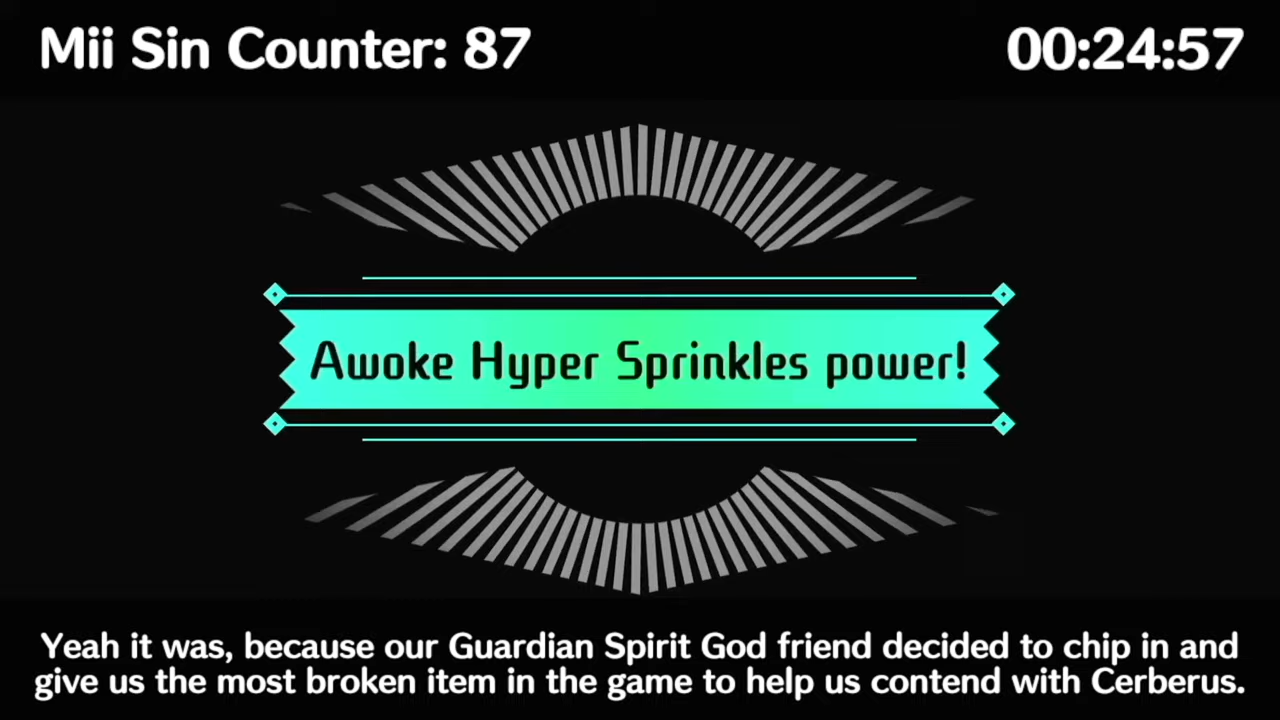 Mii Sin Counter: 87
00:24:57
Awoke Hyper Sprinkles power!
Yeah it was, because our Guardian Spirit God friend decided to chip in and
give us the most broken item in the game to help us contend with Cerberus.